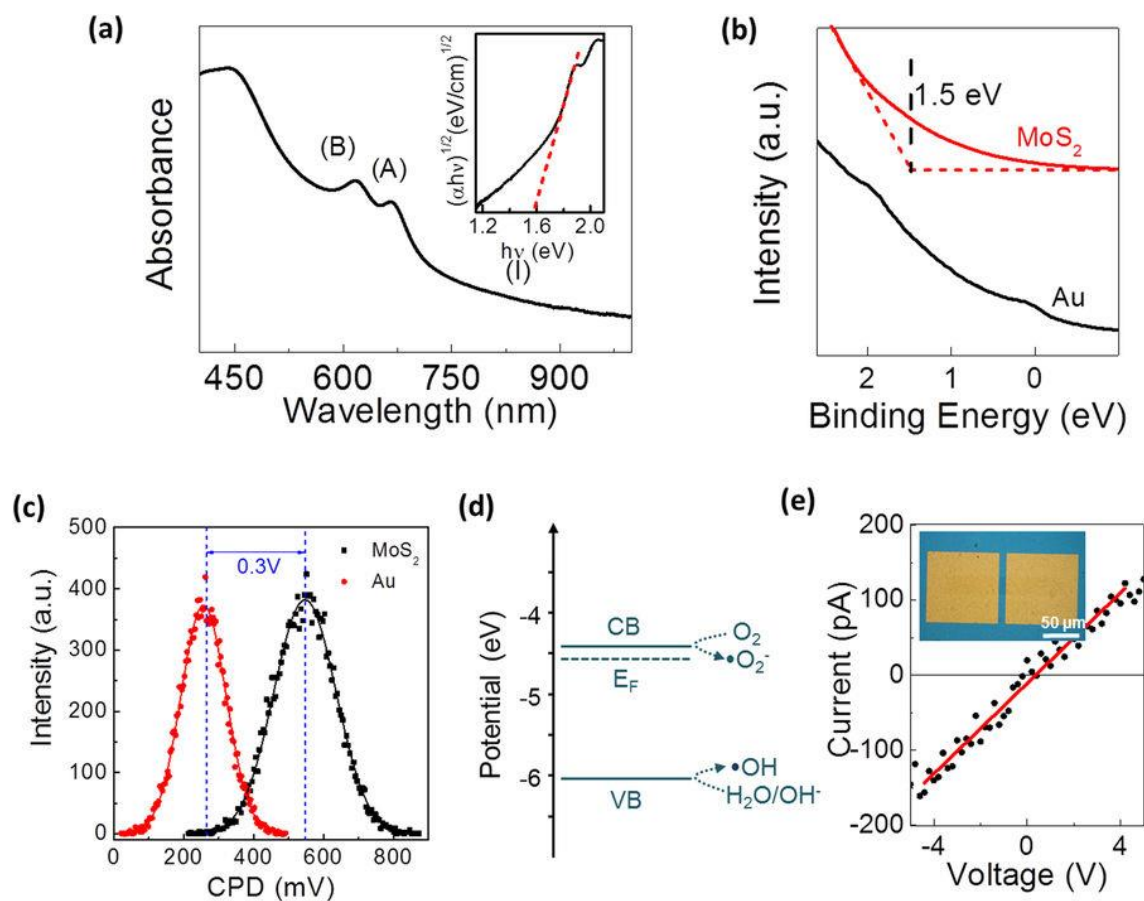 (a)
Absorbance
(B)
(A)
(I)
450 600 750 900
Wavelength (nm)
(αhν)1/2(eV/cm)1/2
1.2 1.6 2.0
hν (eV)
(b)
Intensity (a.u.)
1.5 eV
MoS2
Au
2 1 0
Binding Energy (eV)
(c)
Intensity (a.u.)
500
400
300
200
100
0
0.3V
MoS2
Au
0 200 400 600 800
CPD (mV)
(d)
Potential (eV)
-4
-5
-6
CB
EF
VB
O2
•O2-
•OH
H2O/OH-
(e)
Current (pA)
200
100
0
-100
-200
50 μm
-4 0 4
Voltage (V)